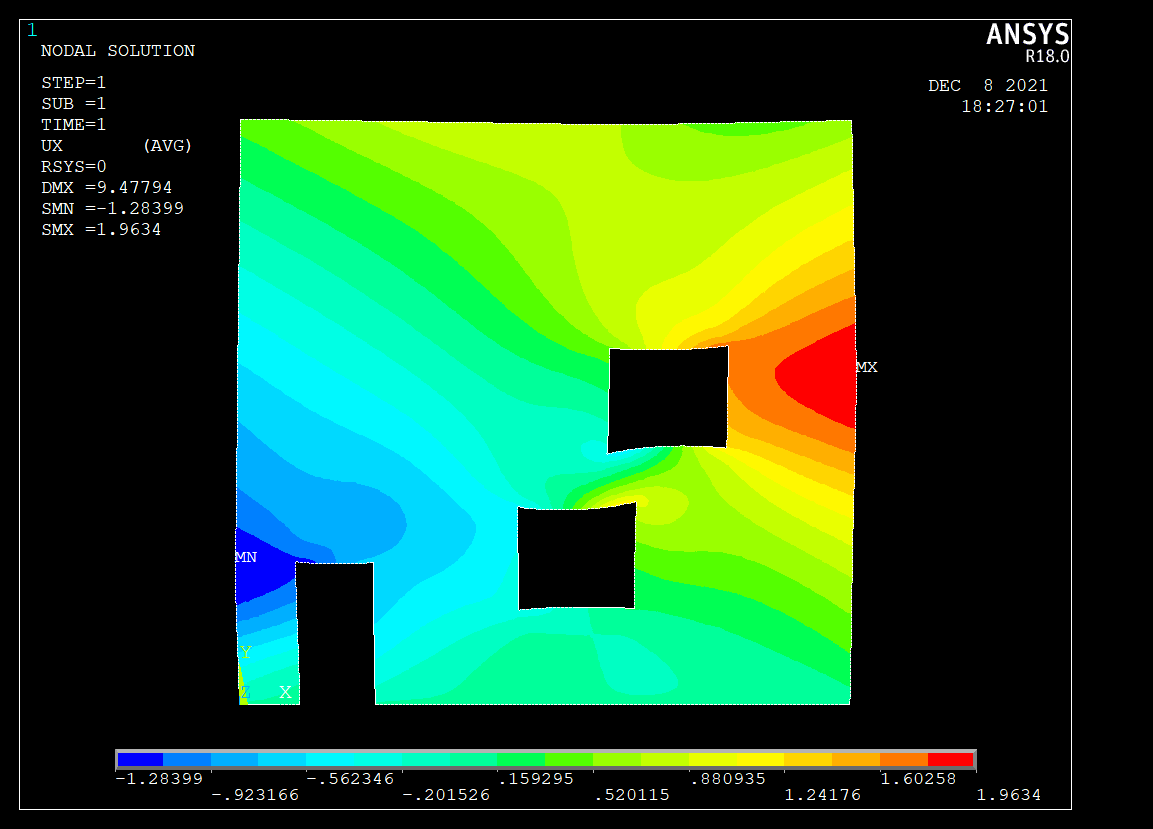 1
ANSYS
R18.0
NODAL SOLUTION
STEP=1
SUB =1
TIME=1
UX (AVG)
RSYS=0
DMX =9.47794
SMN =-1.28399
SMX =1.9634
DEC 8 2021
18:27:01
MX
MN
Y
Z X
-1.28399 -.562346 .159295 .880935 1.60258
-.923166 -.201526 .520115 1.24176 1.9634